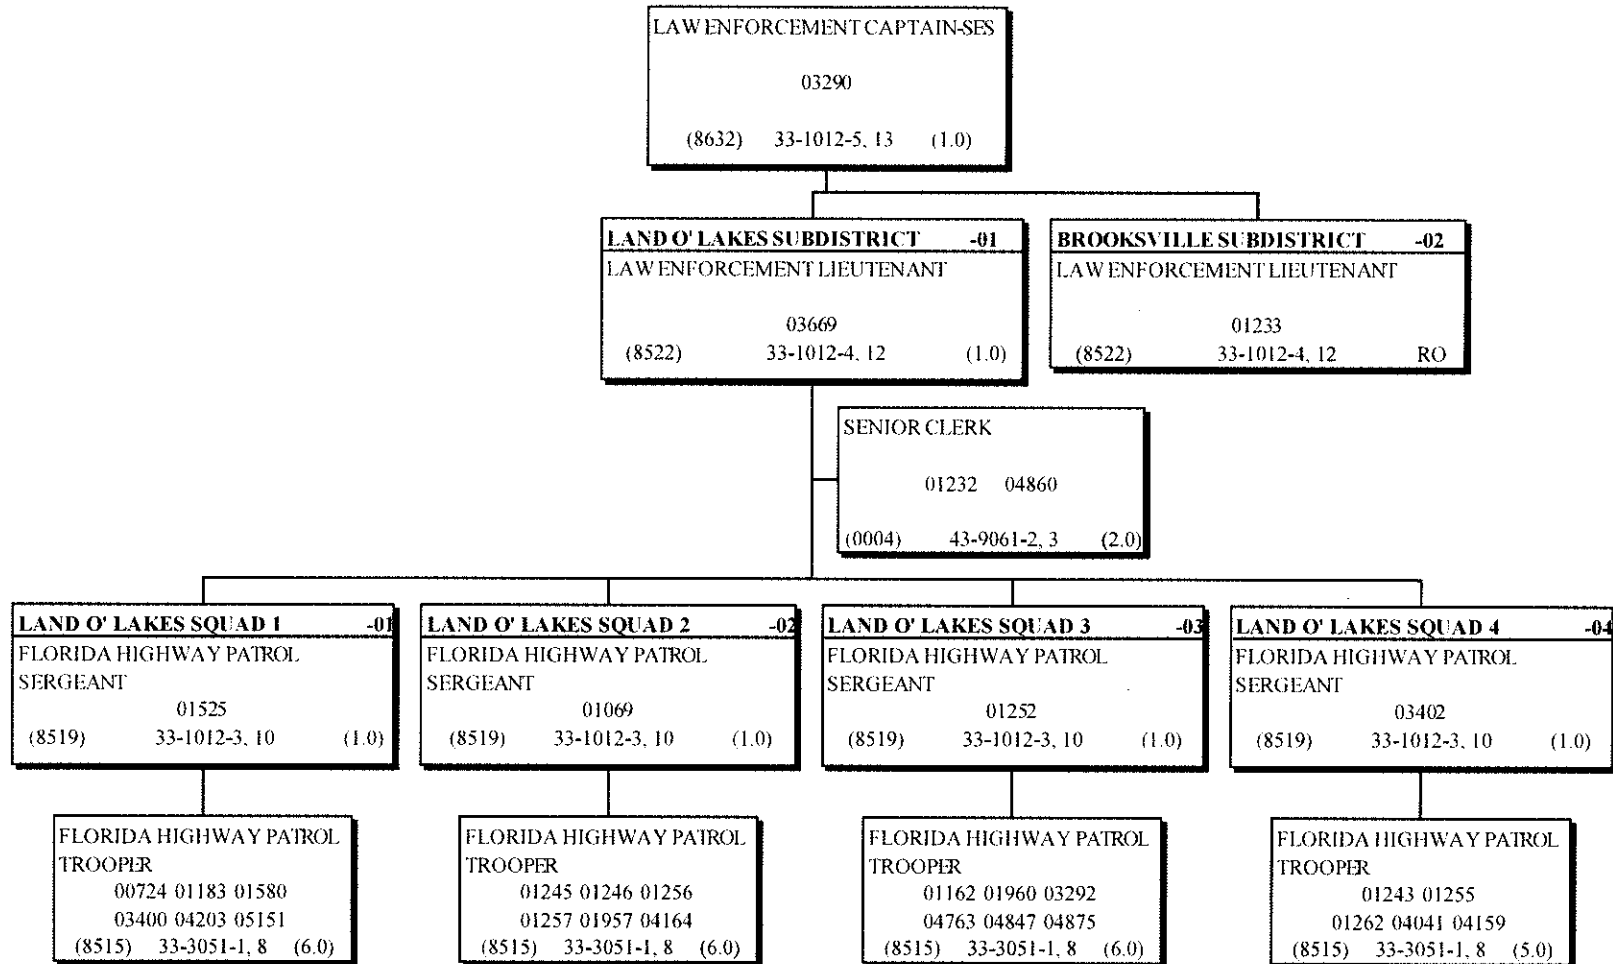 LAW ENFORCEMENT CAPTAIN-SES
03290
(8632) 33-1012-5, 13 (1.0)
LAND O' LAKES SUBDISTRICT -01
LAW ENFORCEMENT LIEUTENANT
03669
(8522) 33-1012-4, 12 (1.0)
BROOKSVILLE SUBDISTRICT -02
LAW ENFORCEMENT LIEUTENANT
01233
(8522) 33-1012-4, 12 RO
SENIOR CLERK
01232 04860
(0004) 43-9061-2, 3 (2.0)
LAND O' LAKES SQUAD 1 -01
FLORIDA HIGHWAY PATROL
SERGEANT
01525
(8519) 33-1012-3, 10 (1.0)
LAND O' LAKES SQUAD 2 -02
FLORIDA HIGHWAY PATROL
SERGEANT
01069
(8519) 33-1012-3, 10 (1.0)
LAND O' LAKES SQUAD 3 -03
FLORIDA HIGHWAY PATROL
SERGEANT
01252
(8519) 33-1012-3, 10 (1.0)
LAND O' LAKES SQUAD 4 -04
FLORIDA HIGHWAY PATROL
SERGEANT
03402
(8519) 33-1012-3, 10 (1.0)
FLORIDA HIGHWAY PATROL
TROOPER
00724 01183 01580
03400 04203 05151
(8515) 33-3051-1, 8 (6.0)
FLORIDA HIGHWAY PATROL
TROOPER
01245 01246 01256
01257 01957 04164
(8515) 33-3051-1, 8 (6.0)
FLORIDA HIGHWAY PATROL
TROOPER
01162 01960 03292
04763 04847 04875
(8515) 33-3051-1, 8 (6.0)
FLORIDA HIGHWAY PATROL
TROOPER
01243 01255
01262 04041 04159
(8515) 33-3051-1, 8 (5.0)